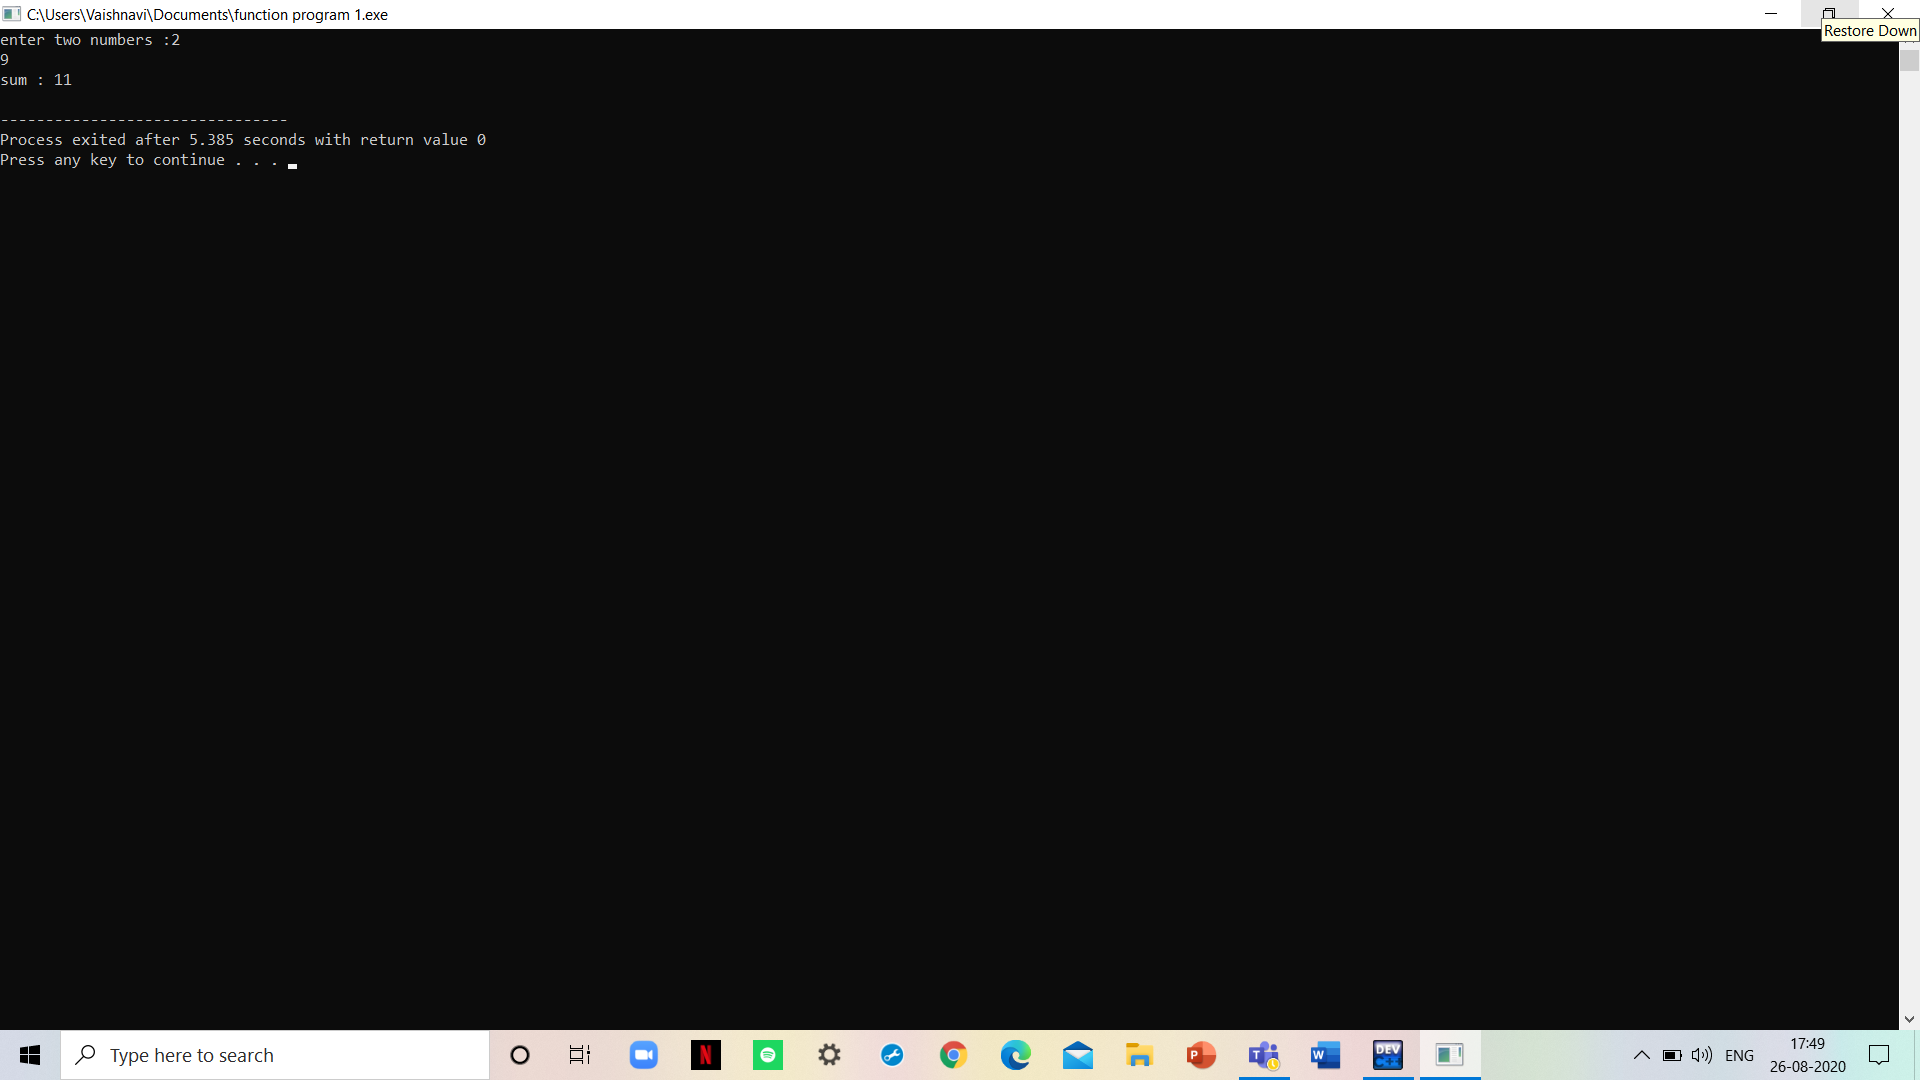 C:\Users\Vaishnavi\Documents\function program 1.exe
Restore Down
enter two numbers :2
9
sum : 11
--------------------------------
Process exited after 5.385 seconds with return value 0
Press any key to continue . . .
Type here to search
N
P
T
W
DEV
C++
ENG
17:49
26-08-2020